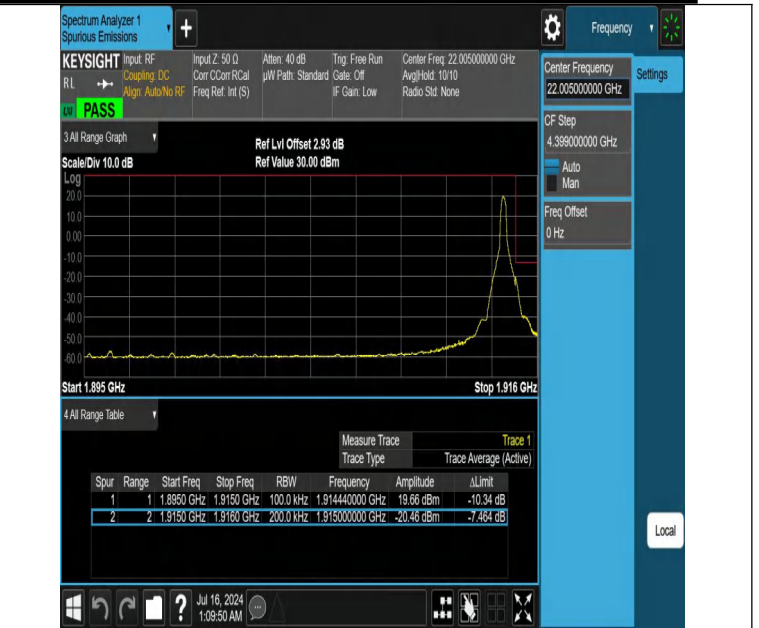 Spectrum Analyzer 1
Spurious Emissions
+
Frequency
KEYSIGHT Input: RF Input Z: 50 Ω Atten: 40 dB Trig: Free Run Center Freq: 22.005000000 GHz
RL Coupling: DC Corr CCorr RCal µW Path: Standard Gate: Off Avg|Hold: 10/10
Align: Auto/No RF Freq Ref: Int (S) IF Gain: Low Radio Std: None
PASS
Center Frequency
22.005000000 GHz
Settings
CF Step
4.399000000 GHz
Auto
Man
Freq Offset
0 Hz
3 All Range Graph
Ref Lvl Offset 2.93 dB
Scale/Div 10.0 dB Ref Value 30.00 dBm
Log
20.0
10.0
0.00
-10.0
-20.0
-30.0
-40.0
-50.0
-60.0
Start 1.895 GHz Stop 1.916 GHz
4 All Range Table
Measure Trace Trace 1
Trace Type Trace Average (Active)
Spur Range Start Freq Stop Freq RBW Frequency Amplitude ΔLimit
1 1 1.8950 GHz 1.9150 GHz 100.0 kHz 1.914440000 GHz 19.66 dBm -10.34 dB
2 2 1.9150 GHz 1.9160 GHz 200.0 kHz 1.915000000 GHz -20.46 dBm -7.464 dB
Local
? Jul 16, 2024
1:09:50 AM